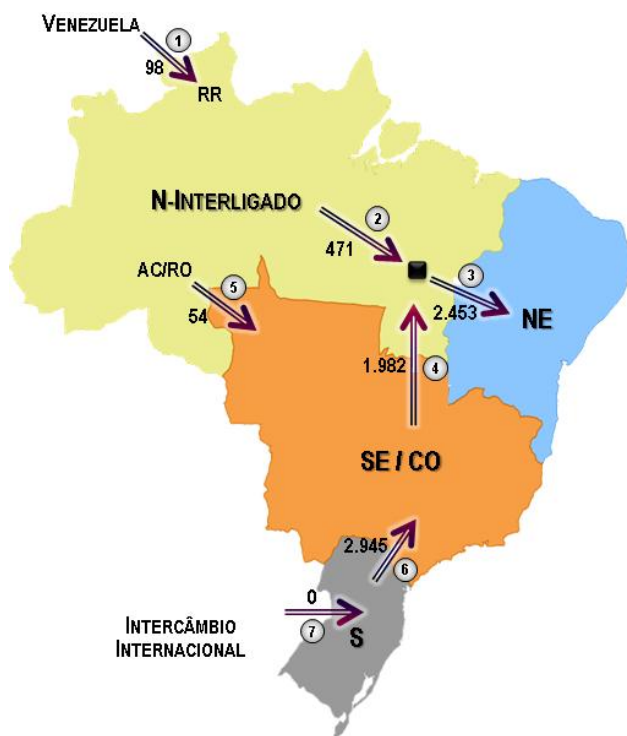 VENEZUELA
1
98
RR
N-INTERLIGADO
2
471
AC/RO
5
54
3
2.453
NE
1.982
4
SE / CO
2.945
6
0
7
S
INTERCÂMBIO
INTERNACIONAL